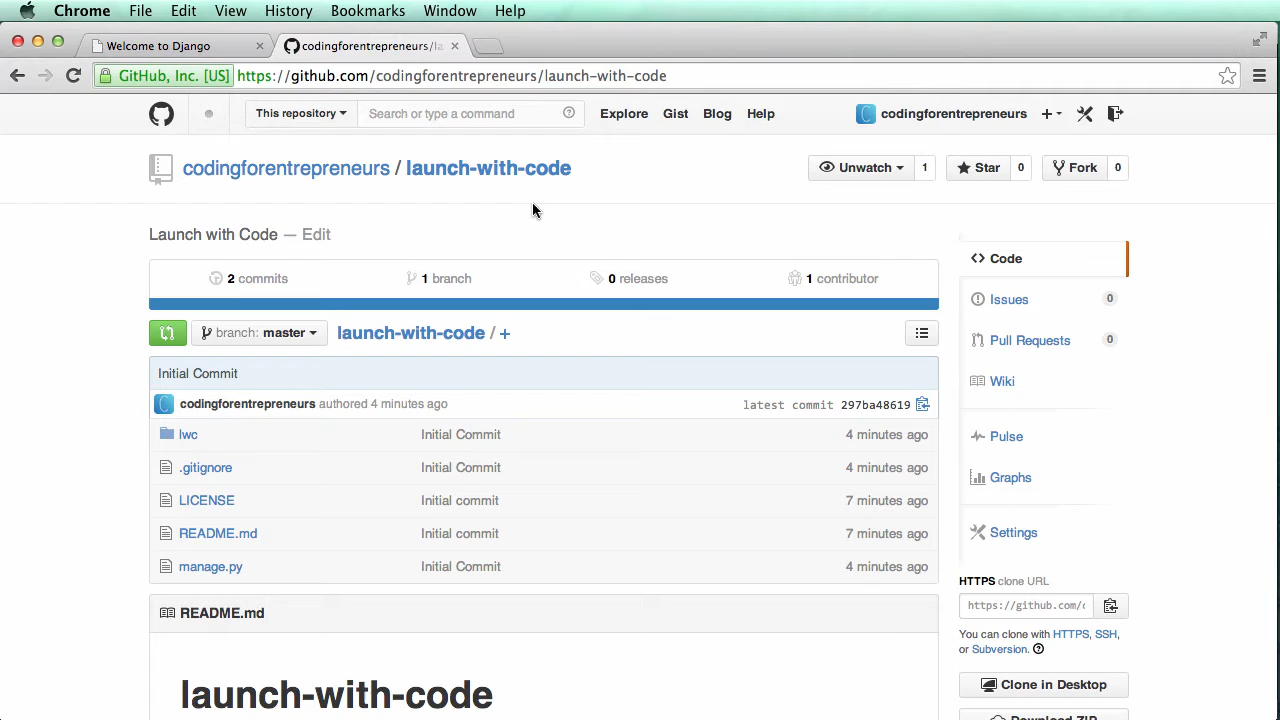 Chrome File Edit View History Bookmarks Window Help
Welcome to Django × codingforentrepreneurs/la ×
GitHub, Inc. [US] https://github.com/codingforentrepreneurs/launch-with-code
This repository Search or type a command Explore Gist Blog Help codingforentrepreneurs +
codingforentrepreneurs / launch-with-code Unwatch 1 Star 0 Fork 0
Launch with Code — Edit
2 commits 1 branch 0 releases 1 contributor
branch: master launch-with-code / +
Initial Commit
codingforentrepreneurs authored 4 minutes ago latest commit 297ba48619
lwc Initial Commit 4 minutes ago
.gitignore Initial Commit 4 minutes ago
LICENSE Initial commit 7 minutes ago
README.md Initial commit 7 minutes ago
manage.py Initial Commit 4 minutes ago
README.md
launch-with-code
Code
Issues 0
Pull Requests 0
Wiki
Pulse
Graphs
Settings
HTTPS clone URL
https://github.com/c
You can clone with HTTPS, SSH,
or Subversion.
Clone in Desktop
Download ZIP